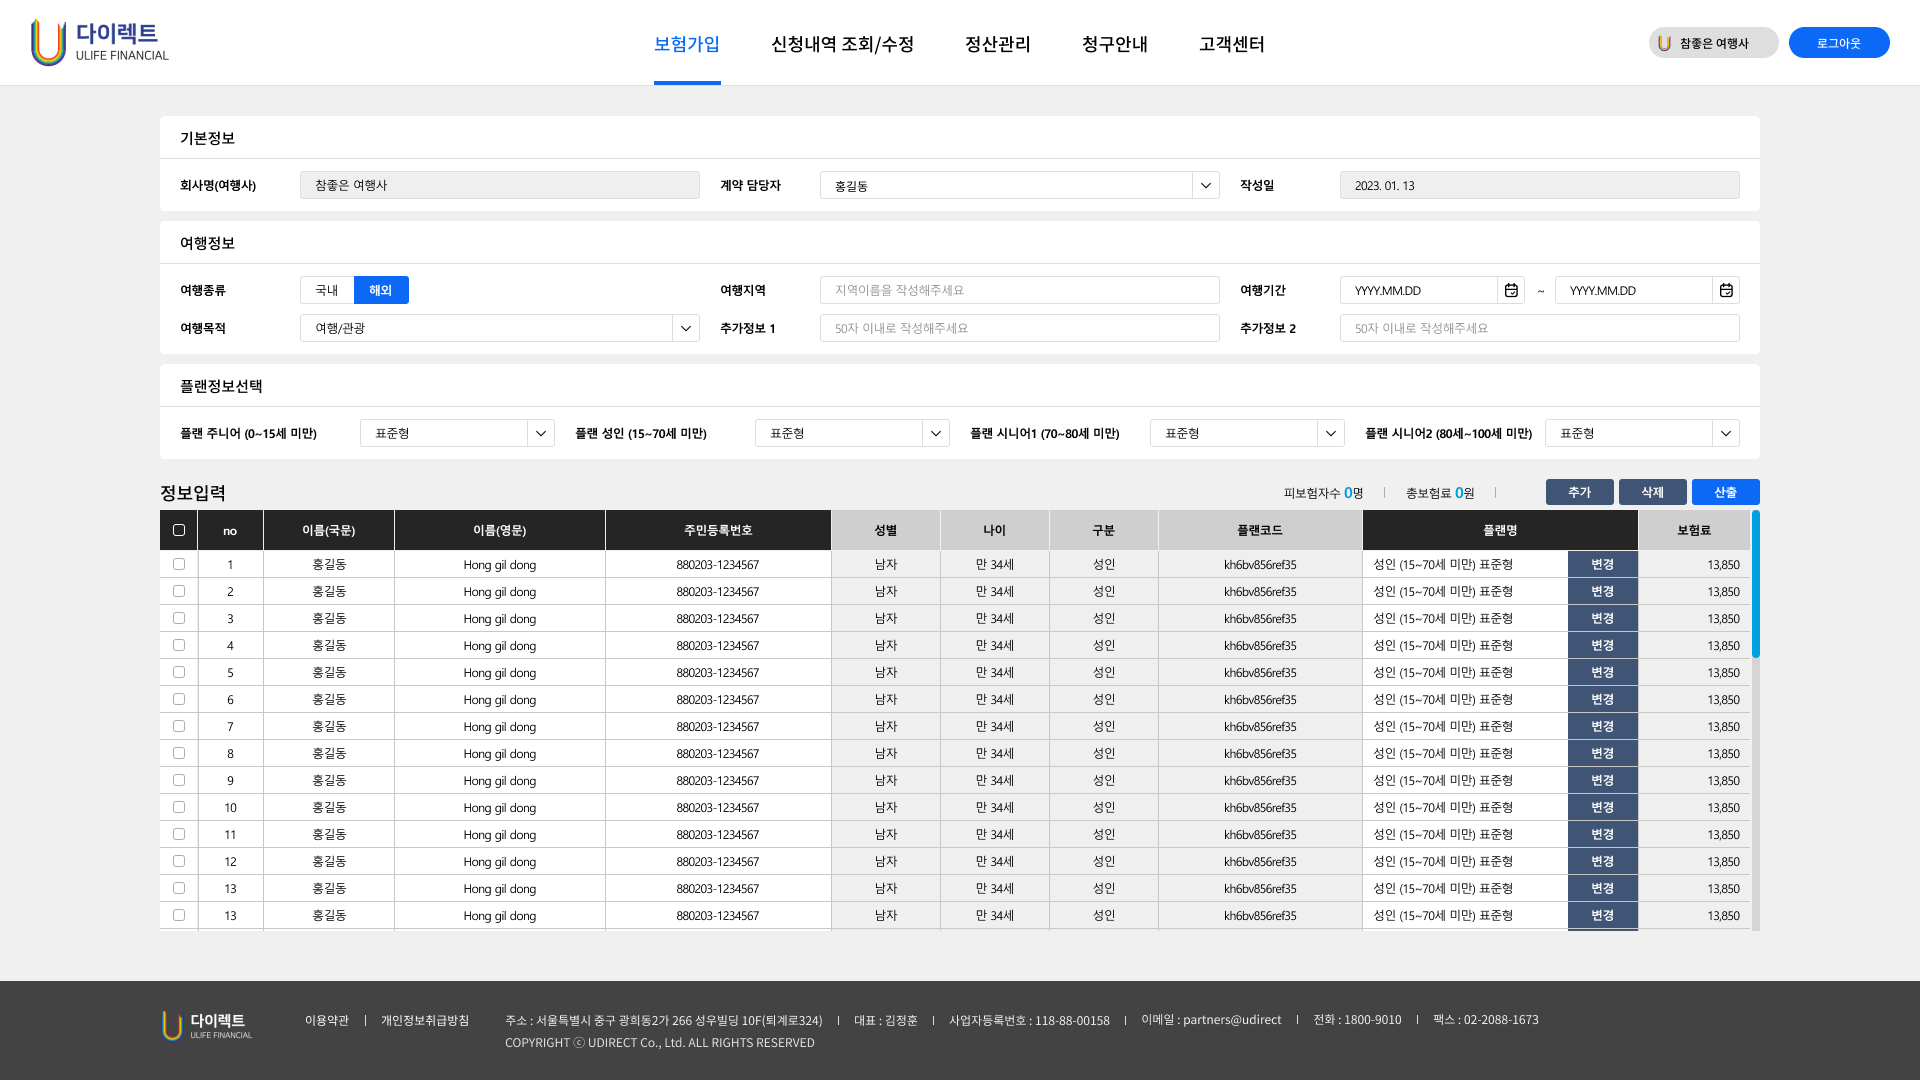 다이렉트
ULIFE FINANCIAL
보험가입 신청내역 조회/수정 정산관리 청구안내 고객센터
참좋은 여행사 로그아웃
기본정보
회사명(여행사) 참좋은 여행사 계약 담당자 홍길동 작성일 2023. 01. 13
여행정보
여행종류 국내 해외 여행지역 지역이름을 작성해주세요 여행기간 YYYY.MM.DD ~ YYYY.MM.DD
여행목적 여행/관광 추가정보 1 50자 이내로 작성해주세요 추가정보 2 50자 이내로 작성해주세요
플랜정보선택
플랜 주니어 (0~15세 미만) 표준형 플랜 성인 (15~70세 미만) 표준형 플랜 시니어1 (70~80세 미만) 표준형 플랜 시니어2 (80세~100세 미만) 표준형
정보입력 피보험자수 0명 총보험료 0원 추가 삭제 산출
no 이름(국문) 이름(영문) 주민등록번호 성별 나이 구분 플랜코드 플랜명 보험료
1 홍길동 Hong gil dong 880203-1234567 남자 만 34세 성인 kh6bv856ref35 성인 (15~70세 미만) 표준형 변경 13,850
2 홍길동 Hong gil dong 880203-1234567 남자 만 34세 성인 kh6bv856ref35 성인 (15~70세 미만) 표준형 변경 13,850
3 홍길동 Hong gil dong 880203-1234567 남자 만 34세 성인 kh6bv856ref35 성인 (15~70세 미만) 표준형 변경 13,850
4 홍길동 Hong gil dong 880203-1234567 남자 만 34세 성인 kh6bv856ref35 성인 (15~70세 미만) 표준형 변경 13,850
5 홍길동 Hong gil dong 880203-1234567 남자 만 34세 성인 kh6bv856ref35 성인 (15~70세 미만) 표준형 변경 13,850
6 홍길동 Hong gil dong 880203-1234567 남자 만 34세 성인 kh6bv856ref35 성인 (15~70세 미만) 표준형 변경 13,850
7 홍길동 Hong gil dong 880203-1234567 남자 만 34세 성인 kh6bv856ref35 성인 (15~70세 미만) 표준형 변경 13,850
8 홍길동 Hong gil dong 880203-1234567 남자 만 34세 성인 kh6bv856ref35 성인 (15~70세 미만) 표준형 변경 13,850
9 홍길동 Hong gil dong 880203-1234567 남자 만 34세 성인 kh6bv856ref35 성인 (15~70세 미만) 표준형 변경 13,850
10 홍길동 Hong gil dong 880203-1234567 남자 만 34세 성인 kh6bv856ref35 성인 (15~70세 미만) 표준형 변경 13,850
11 홍길동 Hong gil dong 880203-1234567 남자 만 34세 성인 kh6bv856ref35 성인 (15~70세 미만) 표준형 변경 13,850
12 홍길동 Hong gil dong 880203-1234567 남자 만 34세 성인 kh6bv856ref35 성인 (15~70세 미만) 표준형 변경 13,850
13 홍길동 Hong gil dong 880203-1234567 남자 만 34세 성인 kh6bv856ref35 성인 (15~70세 미만) 표준형 변경 13,850
13 홍길동 Hong gil dong 880203-1234567 남자 만 34세 성인 kh6bv856ref35 성인 (15~70세 미만) 표준형 변경 13,850
다이렉트
ULIFE FINANCIAL
이용약관 | 개인정보취급방침 주소 : 서울특별시 중구 광희동2가 266 성우빌딩 10F(퇴계로324) | 대표 : 김정훈 | 사업자등록번호 : 118-88-00158 | 이메일 : partners@udirect | 전화 : 1800-9010 | 팩스 : 02-2088-1673
COPYRIGHT ⓒ UDIRECT Co., Ltd. ALL RIGHTS RESERVED